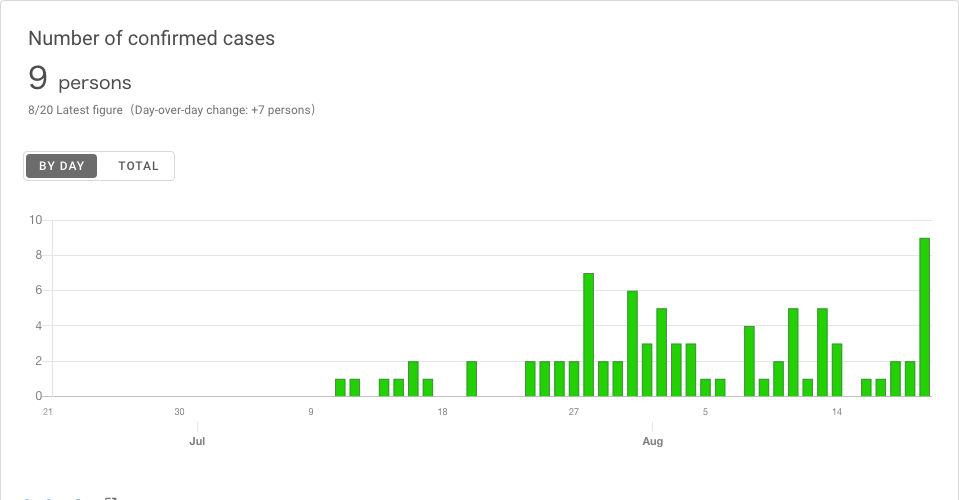 Number of confirmed cases
9 persons
8/20 Latest figure（Day-over-day change: +7 persons）
BY DAY TOTAL
10
8
6
4
2
0
21 30 9 18 27 5 14
Jul Aug